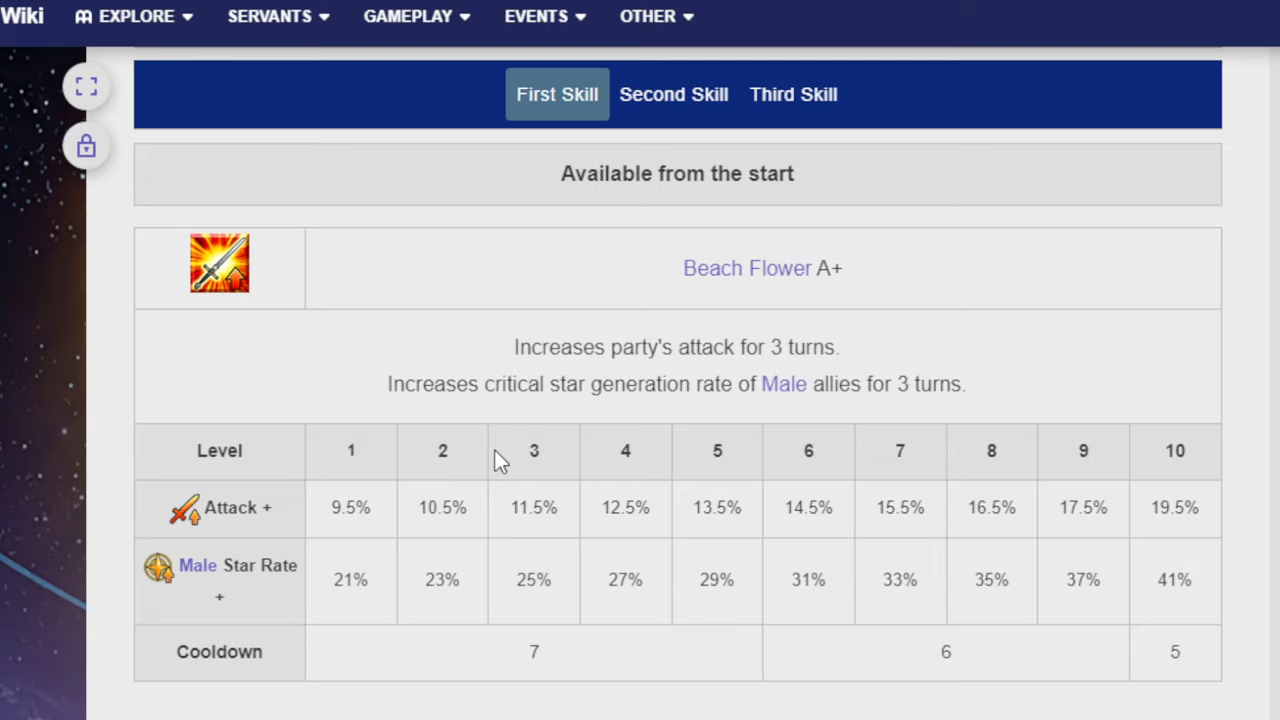 Wiki EXPLORE SERVANTS GAMEPLAY EVENTS OTHER
First Skill Second Skill Third Skill
Available from the start
Beach Flower A+
Increases party's attack for 3 turns.
Increases critical star generation rate of Male allies for 3 turns.
Level 1 2 3 4 5 6 7 8 9 10
Attack + 9.5% 10.5% 11.5% 12.5% 13.5% 14.5% 15.5% 16.5% 17.5% 19.5%
Male Star Rate
+ 21% 23% 25% 27% 29% 31% 33% 35% 37% 41%
Cooldown 7 6 5